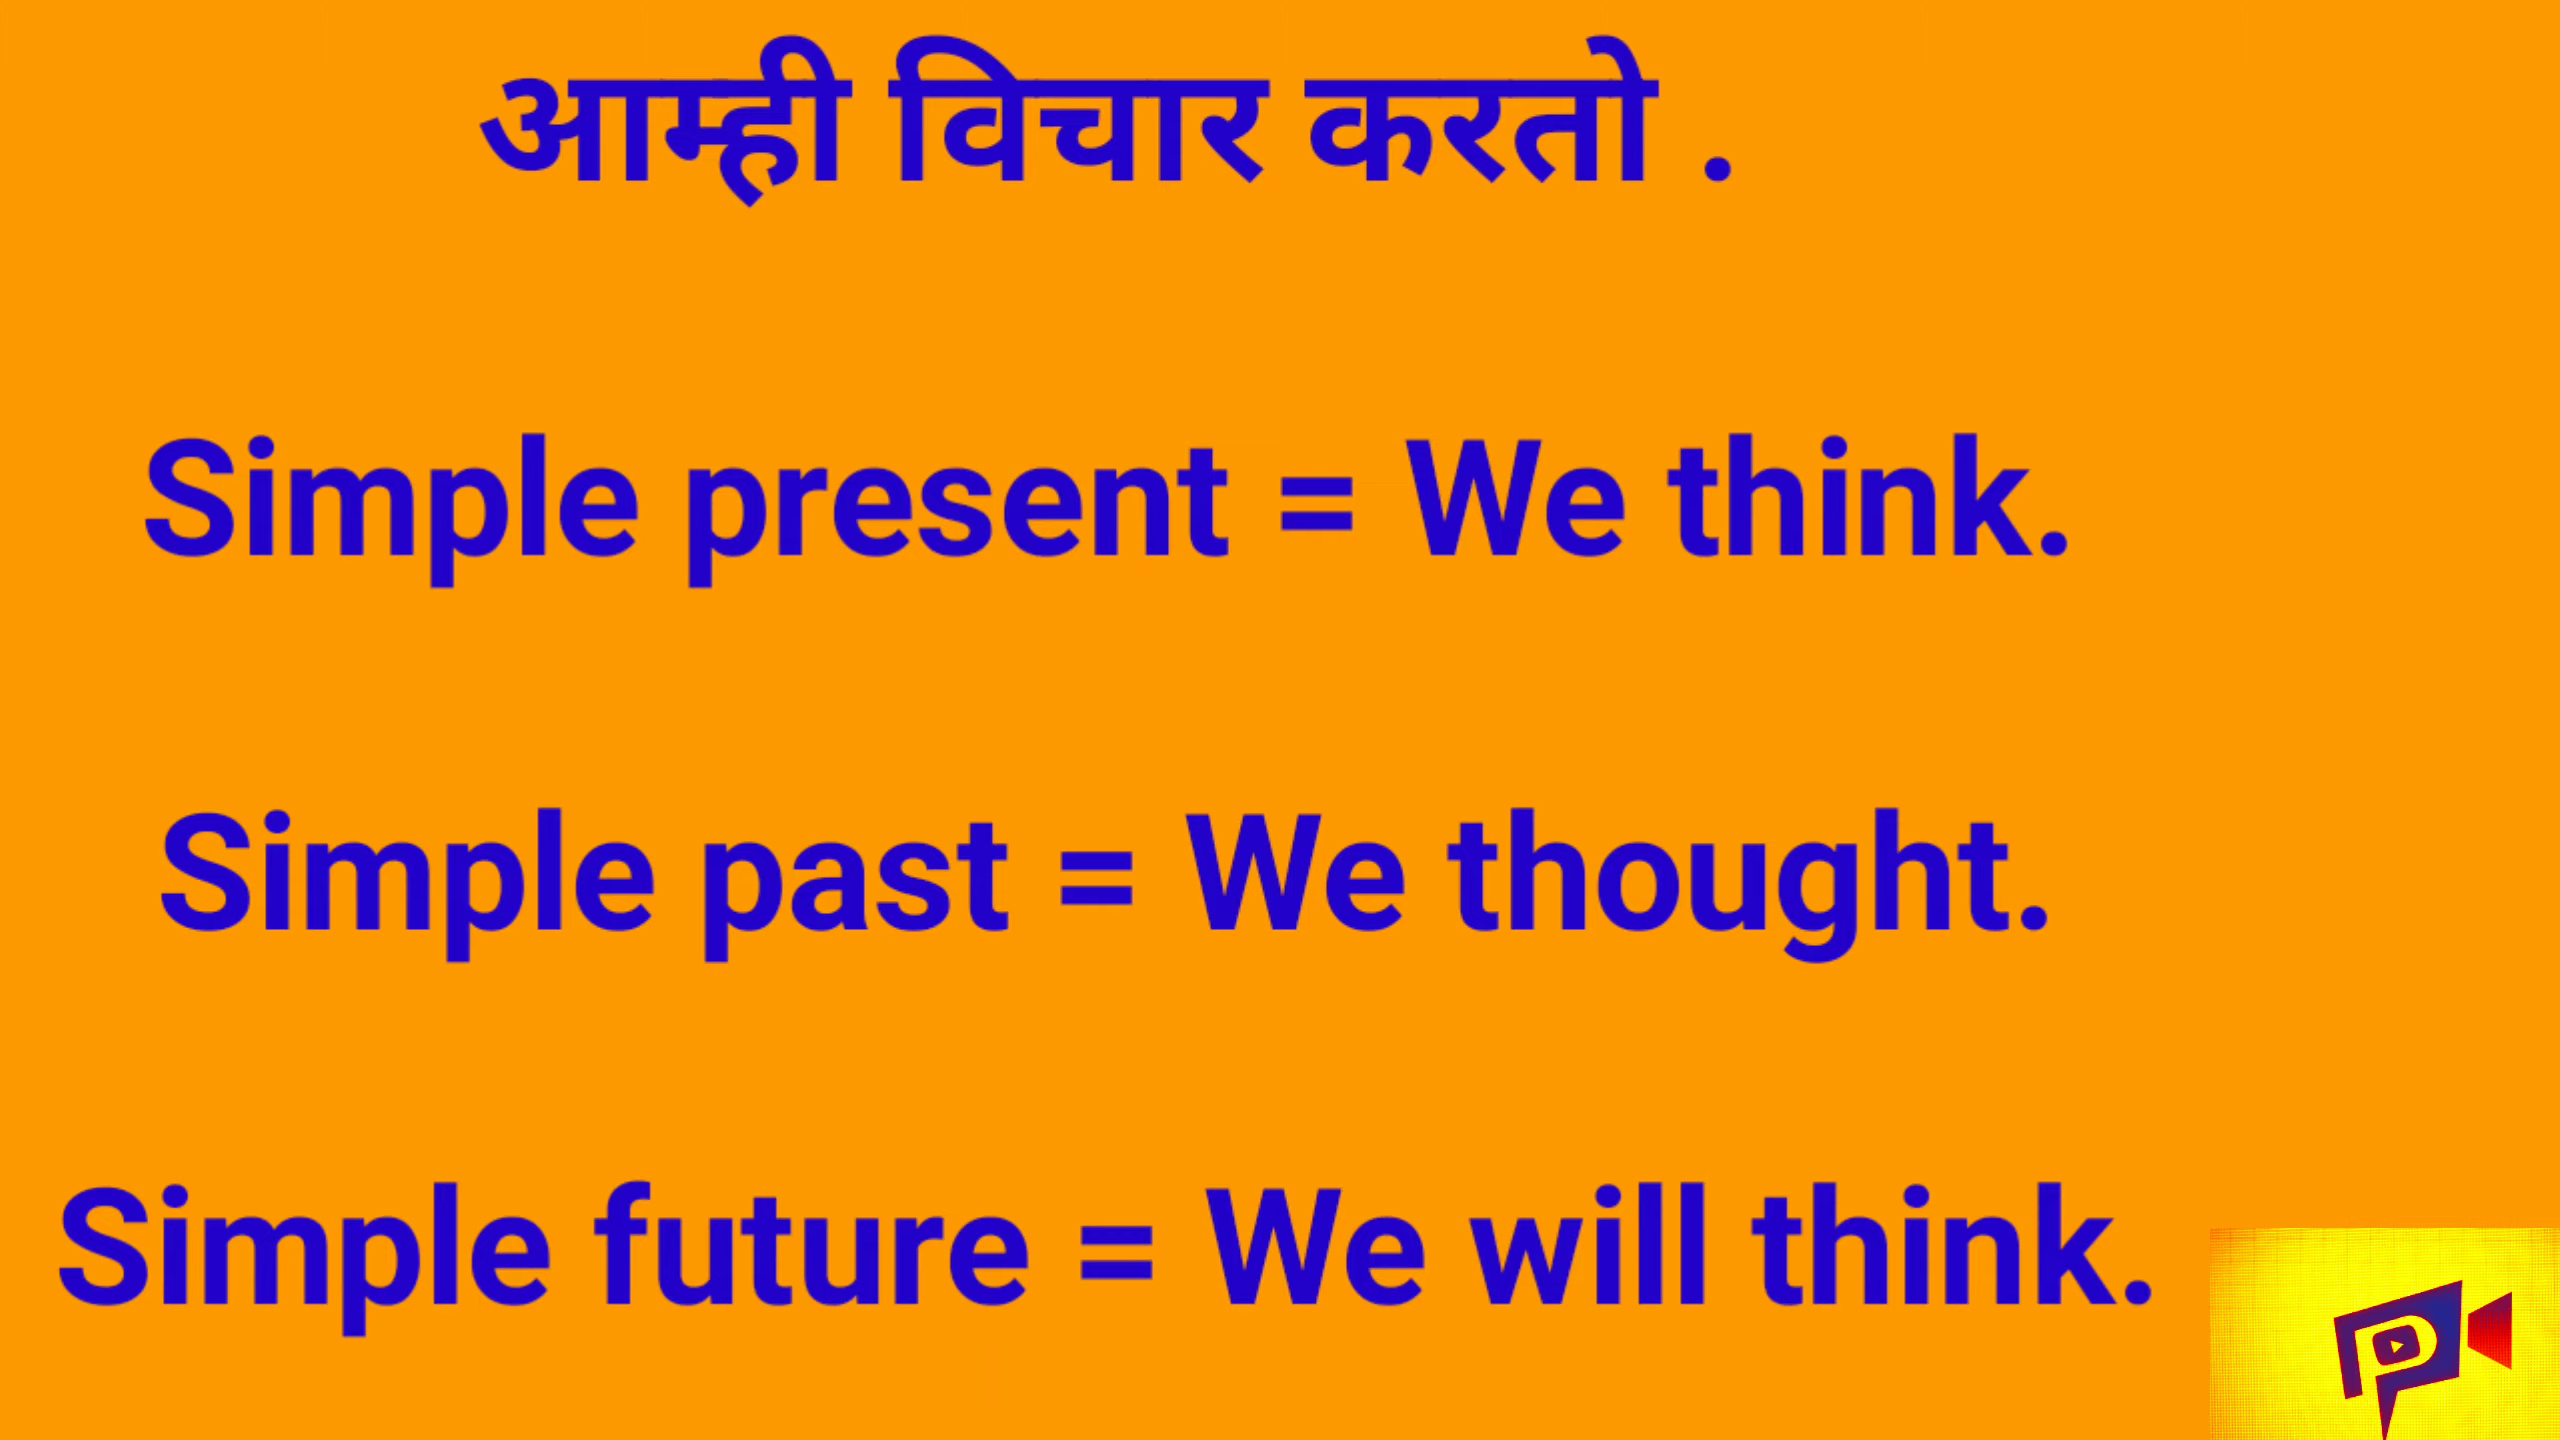 आम्ही विचार करतो .
Simple present = We think.
Simple past = We thought.
Simple future = We will think.